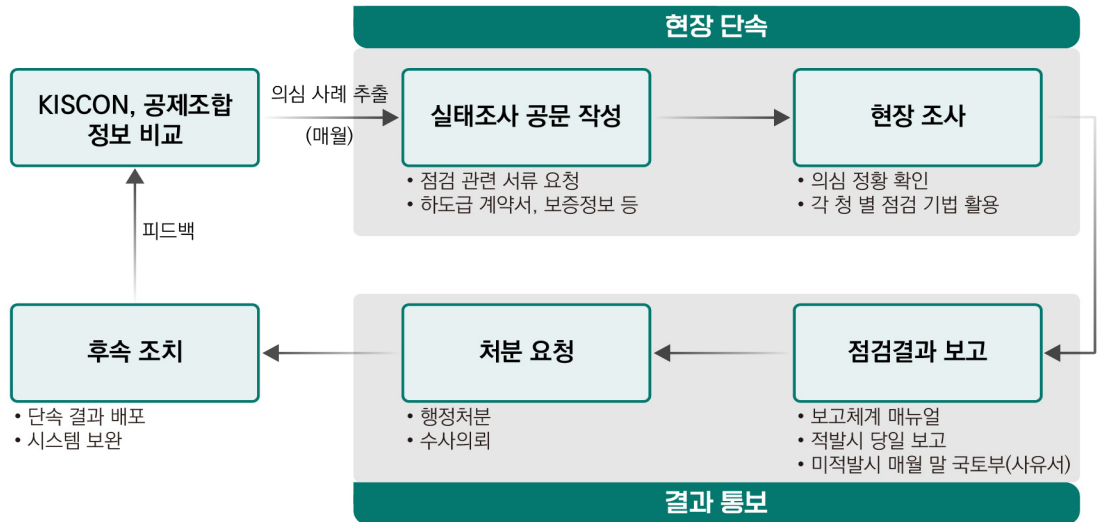 현장 단속
KISCON, 공제조합
정보 비교
의심 사례 추출
(매월)
실태조사 공문 작성
• 점검 관련 서류 요청
• 하도급 계약서, 보증정보 등
현장 조사
• 의심 정황 확인
• 각 청 별 점검 기법 활용
피드백
후속 조치
• 단속 결과 배포
• 시스템 보완
처분 요청
• 행정처분
• 수사의뢰
점검결과 보고
• 보고체계 매뉴얼
• 적발시 당일 보고
• 미적발시 매월 말 국토부(사유서)
결과 통보